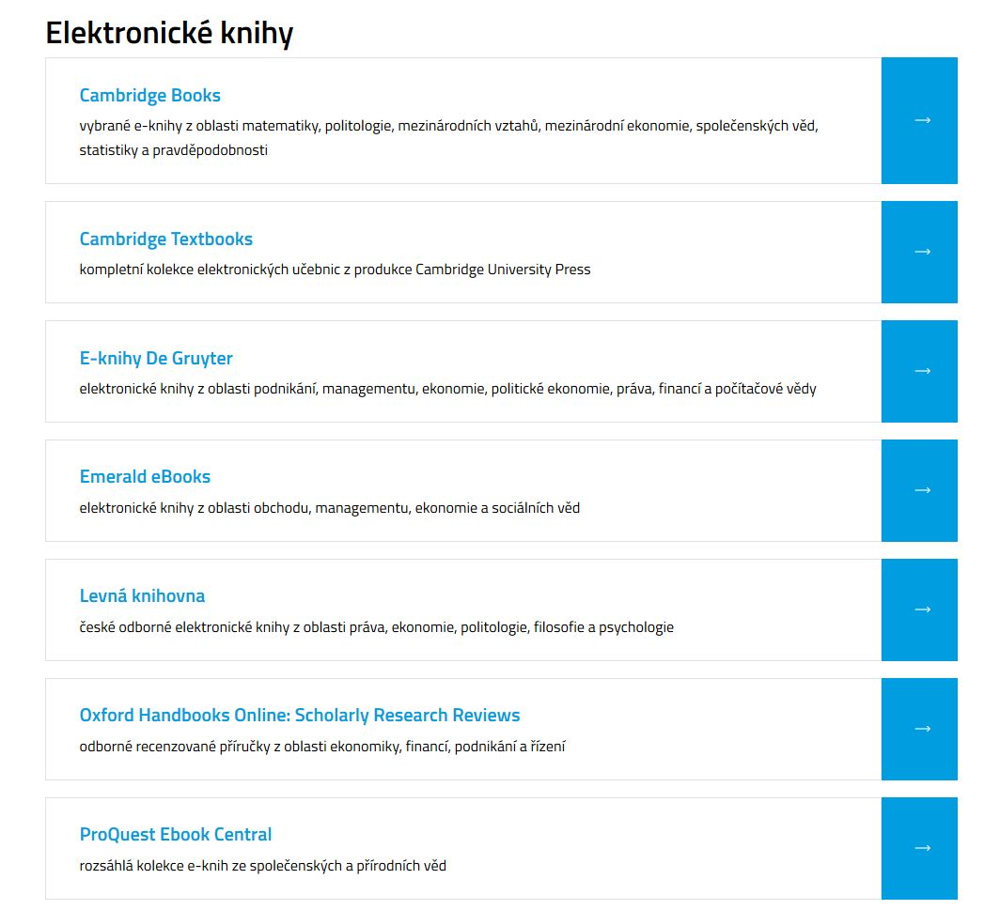 Elektronické knihy
Cambridge Books
vybrané e-knihy z oblasti matematiky, politologie, mezinárodních vztahů, mezinárodní ekonomie, společenských věd,
statistiky a pravděpodobnosti
Cambridge Textbooks
kompletní kolekce elektronických učebnic z produkce Cambridge University Press
E-knihy De Gruyter
elektronické knihy z oblasti podnikání, managementu, ekonomie, politické ekonomie, práva, financí a počítačové vědy
Emerald eBooks
elektronické knihy z oblasti obchodu, managementu, ekonomie a sociálních věd
Levná knihovna
české odborné elektronické knihy z oblasti práva, ekonomie, politologie, filosofie a psychologie
Oxford Handbooks Online: Scholarly Research Reviews
odborné recenzované příručky z oblasti ekonomiky, financí, podnikání a řízení
ProQuest Ebook Central
rozsáhlá kolekce e-knih ze společenských a přírodních věd